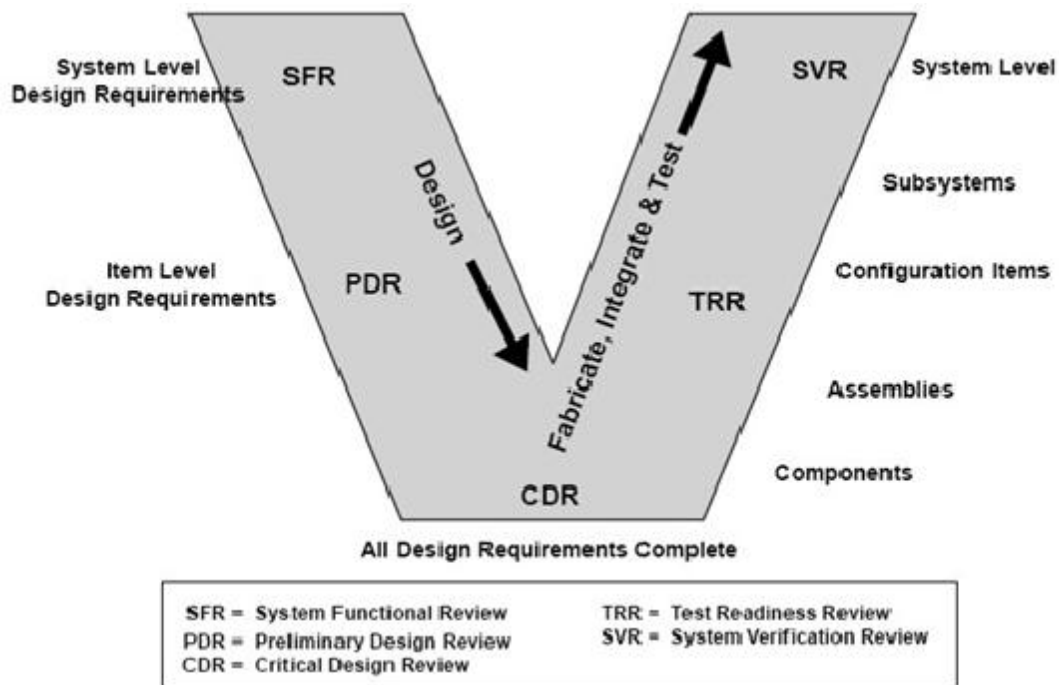 System Level
Design Requirements
SFR
SVR
System Level
Design
Fabricate, Integrate & Test
Subsystems
Item Level
Design Requirements
PDR
TRR
Configuration Items
Assemblies
Components
CDR
All Design Requirements Complete
SFR = System Functional Review
PDR = Preliminary Design Review
CDR = Critical Design Review
TRR = Test Readiness Review
SVR = System Verification Review